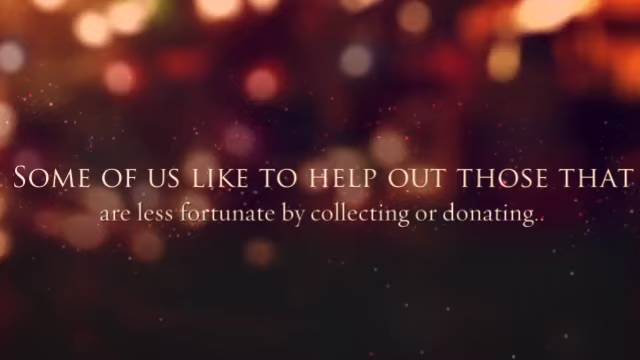 Some of us like to help out those that
are less fortunate by collecting or donating..